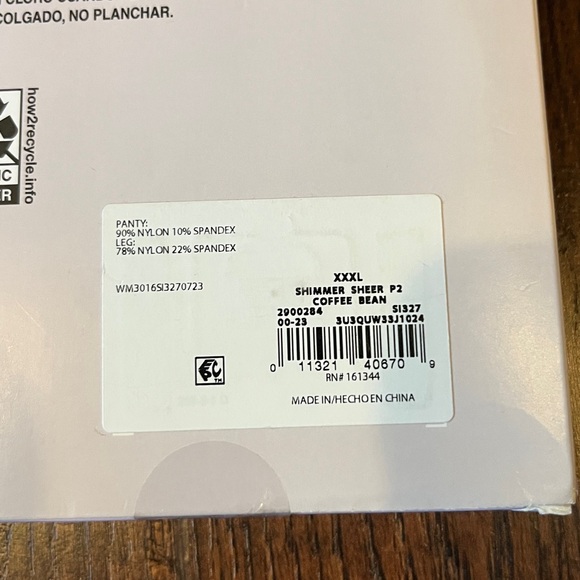 COLGADO, NO PLANCHAR.
how2recycle.info
PANTY:
90% NYLON 10% SPANDEX
LEG:
78% NYLON 22% SPANDEX
WM3016SI3270723
XXXL
SHIMMER SHEER P2
COFFEE BEAN
2900284 SI327
00-23 3U3QUW33J1024
0 11321 40670 9
RN# 161344
MADE IN/HECHO EN CHINA
TM